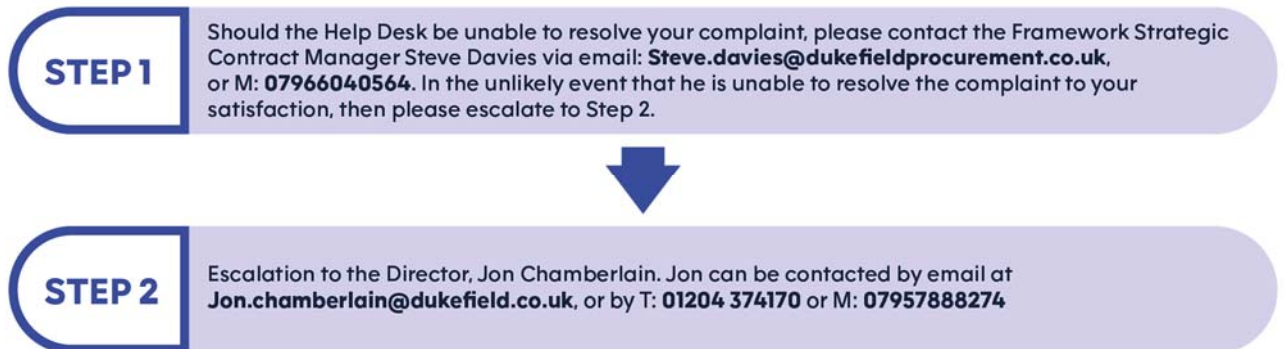 STEP 1
Should the Help Desk be unable to resolve your complaint, please contact the Framework Strategic
Contract Manager Steve Davies via email: Steve.davies@dukefieldprocurement.co.uk,
or M: 07966040564. In the unlikely event that he is unable to resolve the complaint to your
satisfaction, then please escalate to Step 2.
STEP 2
Escalation to the Director, Jon Chamberlain. Jon can be contacted by email at
Jon.chamberlain@dukefield.co.uk, or by T: 01204 374170 or M: 07957888274